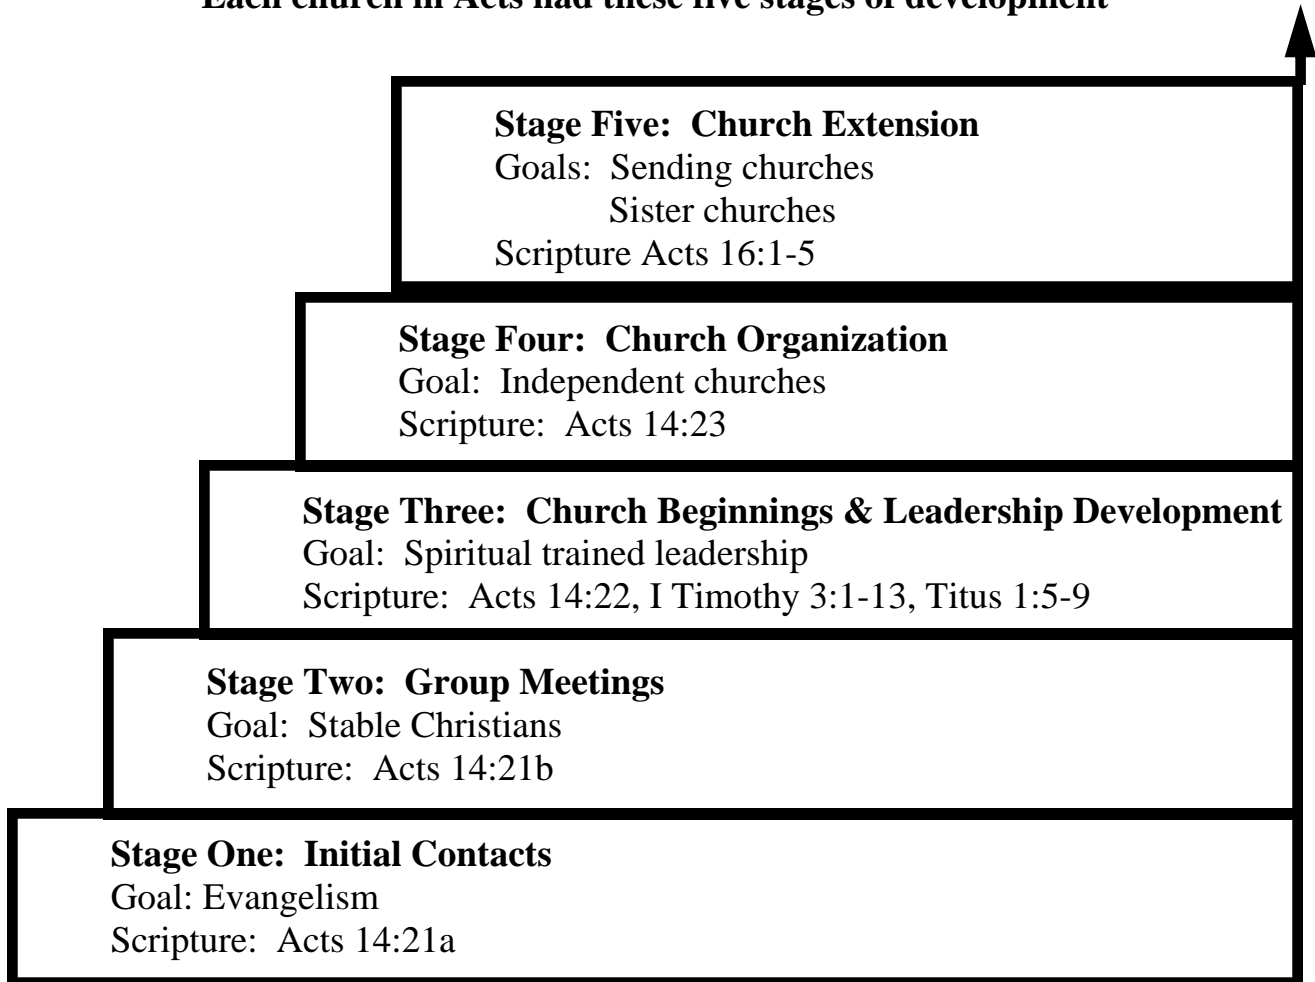 Each church in Acts had these five stages of development
Stage Five:  Church Extension
Goals:  Sending churches
Sister churches
Scripture Acts 16:1-5
Stage Four:  Church Organization
Goal:  Independent churches
Scripture:  Acts 14:23
Stage Three:  Church Beginnings & Leadership Development
Goal:  Spiritual trained leadership
Scripture:  Acts 14:22, I Timothy 3:1-13, Titus 1:5-9
Stage Two:  Group Meetings
Goal:  Stable Christians
Scripture:  Acts 14:21b
Stage One:  Initial Contacts
Goal: Evangelism
Scripture:  Acts 14:21a